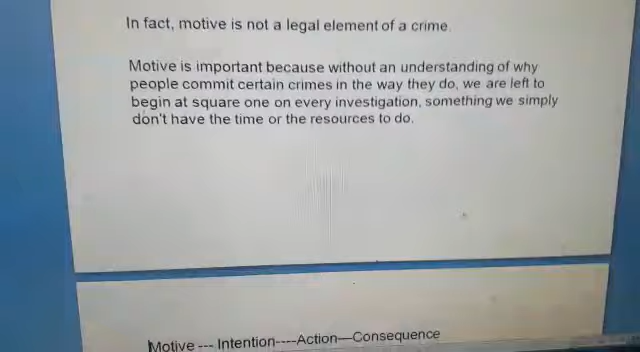 In fact, motive is not a legal element of a crime.
Motive is important because without an understanding of why
people commit certain crimes in the way they do, we are left to
begin at square one on every investigation, something we simply
don't have the time or the resources to do.
Motive --- Intention----Action—Consequence